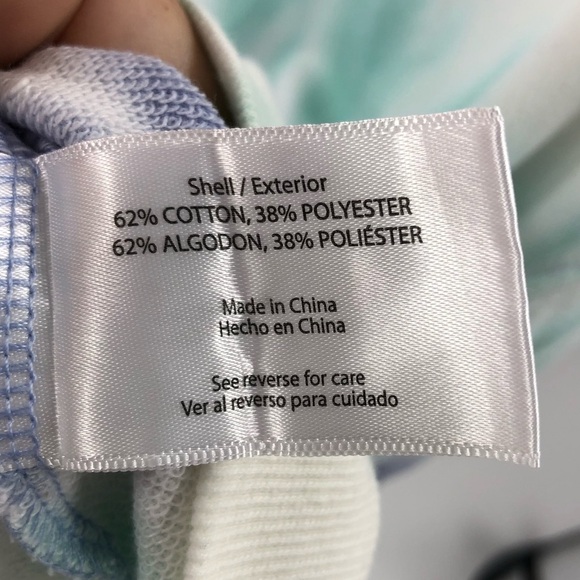 Shell / Exterior
62% COTTON, 38% POLYESTER
62% ALGODON, 38% POLIÉSTER
Made in China
Hecho en China
See reverse for care
Ver al reverso para cuidado